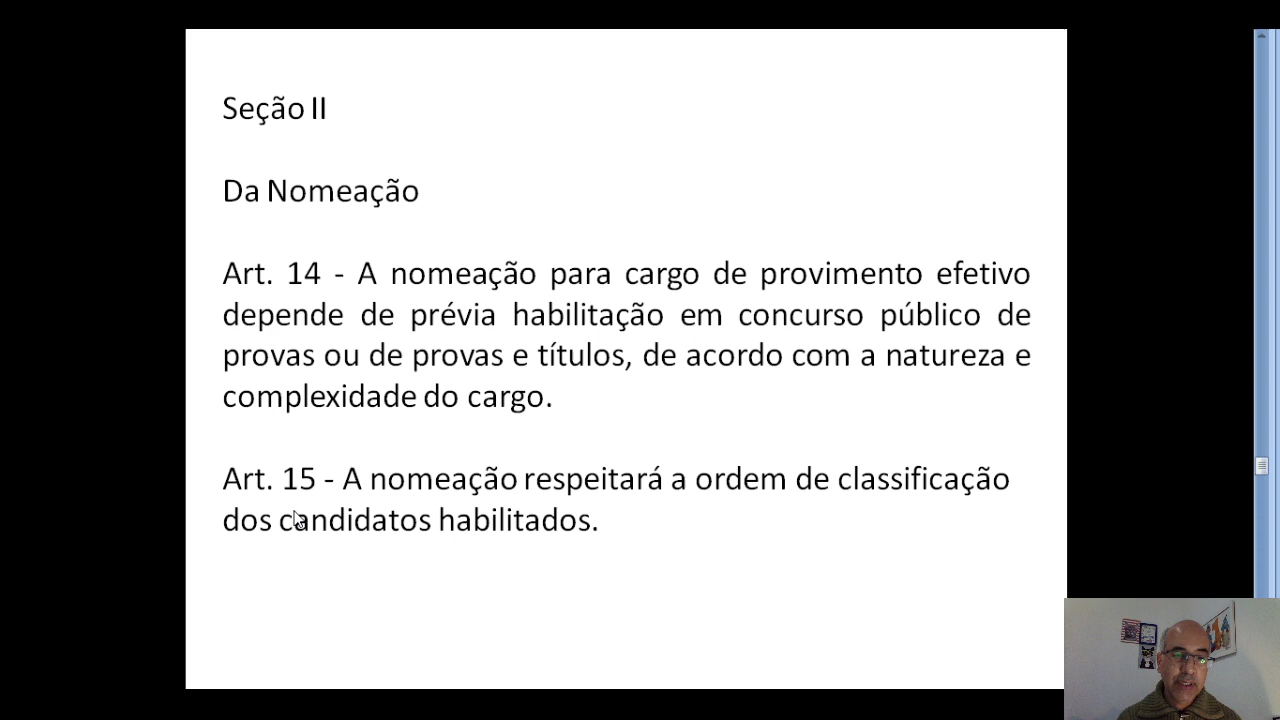 Seção II
Da Nomeação
Art. 14 - A nomeação para cargo de provimento efetivo
depende de prévia habilitação em concurso público de
provas ou de provas e títulos, de acordo com a natureza e
complexidade do cargo.
Art. 15 - A nomeação respeitará a ordem de classificação
dos candidatos habilitados.